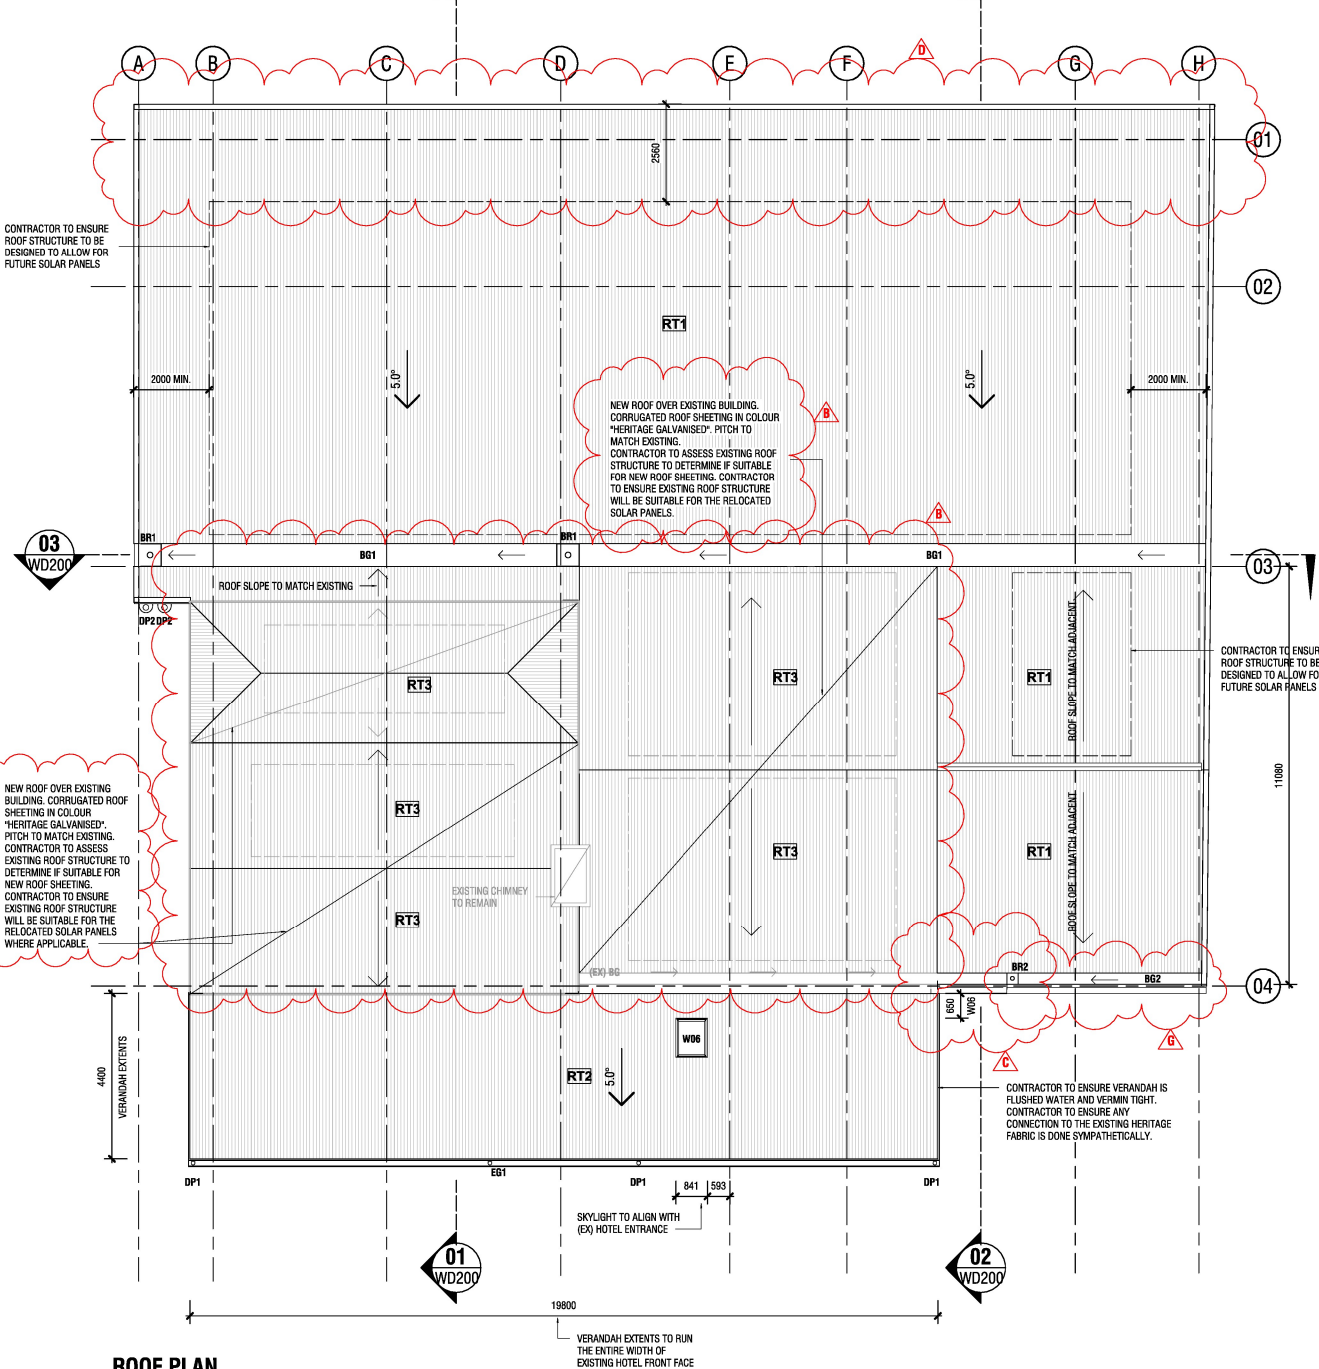 A B C D E F G H
D
01
2560
CONTRACTOR TO ENSURE
ROOF STRUCTURE TO BE
DESIGNED TO ALLOW FOR
FUTURE SOLAR PANELS
02
RT1
2000 MIN.
5.0°
5.0°
2000 MIN.
NEW ROOF OVER EXISTING BUILDING.
CORRUGATED ROOF SHEETING IN COLOUR
"HERITAGE GALVANISED". PITCH TO
MATCH EXISTING.
CONTRACTOR TO ASSESS EXISTING ROOF
STRUCTURE TO DETERMINE IF SUITABLE
FOR NEW ROOF SHEETING. CONTRACTOR
TO ENSURE EXISTING ROOF STRUCTURE
WILL BE SUITABLE FOR THE RELOCATED
SOLAR PANELS.
B
B
03
WD200
BR1
BG1
BR1
BG1
03
ROOF SLOPE TO MATCH EXISTING
DP2 DP2
RT3
RT3
RT1
ROOF SLOPE TO MATCH ADJACENT
CONTRACTOR TO ENSUR
ROOF STRUCTURE TO BE
DESIGNED TO ALLOW FO
FUTURE SOLAR PANELS
11080
NEW ROOF OVER EXISTING
BUILDING. CORRUGATED ROOF
SHEETING IN COLOUR
"HERITAGE GALVANISED".
PITCH TO MATCH EXISTING.
CONTRACTOR TO ASSESS
EXISTING ROOF STRUCTURE TO
DETERMINE IF SUITABLE FOR
NEW ROOF SHEETING.
CONTRACTOR TO ENSURE
EXISTING ROOF STRUCTURE
WILL BE SUITABLE FOR THE
RELOCATED SOLAR PANELS
WHERE APPLICABLE.
RT3
RT3
RT1
ROOF SLOPE TO MATCH ADJACENT
EXISTING CHIMNEY
TO REMAIN
RT3
(EX) BG
BR2
BG2
04
650
W06
G
C
4400
VERANDAH EXTENTS
W06
RT2
5.0°
CONTRACTOR TO ENSURE VERANDAH IS
FLUSHED WATER AND VERMIN TIGHT.
CONTRACTOR TO ENSURE ANY
CONNECTION TO THE EXISTING HERITAGE
FABRIC IS DONE SYMPATHETICALLY.
DP1
EG1
DP1
DP1
841
593
SKYLIGHT TO ALIGN WITH
(EX) HOTEL ENTRANCE
01
WD200
02
WD200
19800
VERANDAH EXTENTS TO RUN
THE ENTIRE WIDTH OF
EXISTING HOTEL FRONT FACE
ROOF PLAN